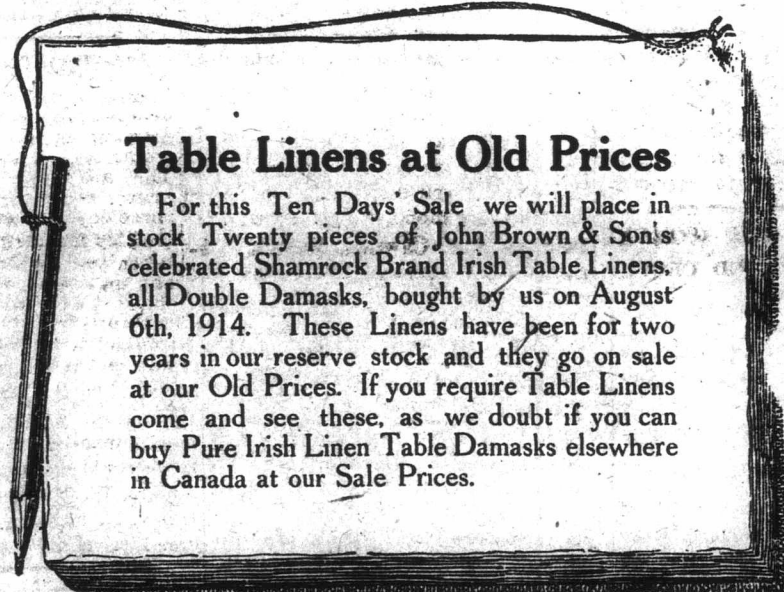 Table Linens at Old Prices
For this Ten Days' Sale we will place in
stock Twenty pieces of John Brown & Son's
celebrated Shamrock Brand Irish Table Linens,
all Double Damasks, bought by us on August
6th, 1914. These Linens have been for two
years in our reserve stock and they go on sale
at our Old Prices. If you require Table Linens
come and see these, as we doubt if you can
buy Pure Irish Linen Table Damasks elsewhere
in Canada at our Sale Prices.